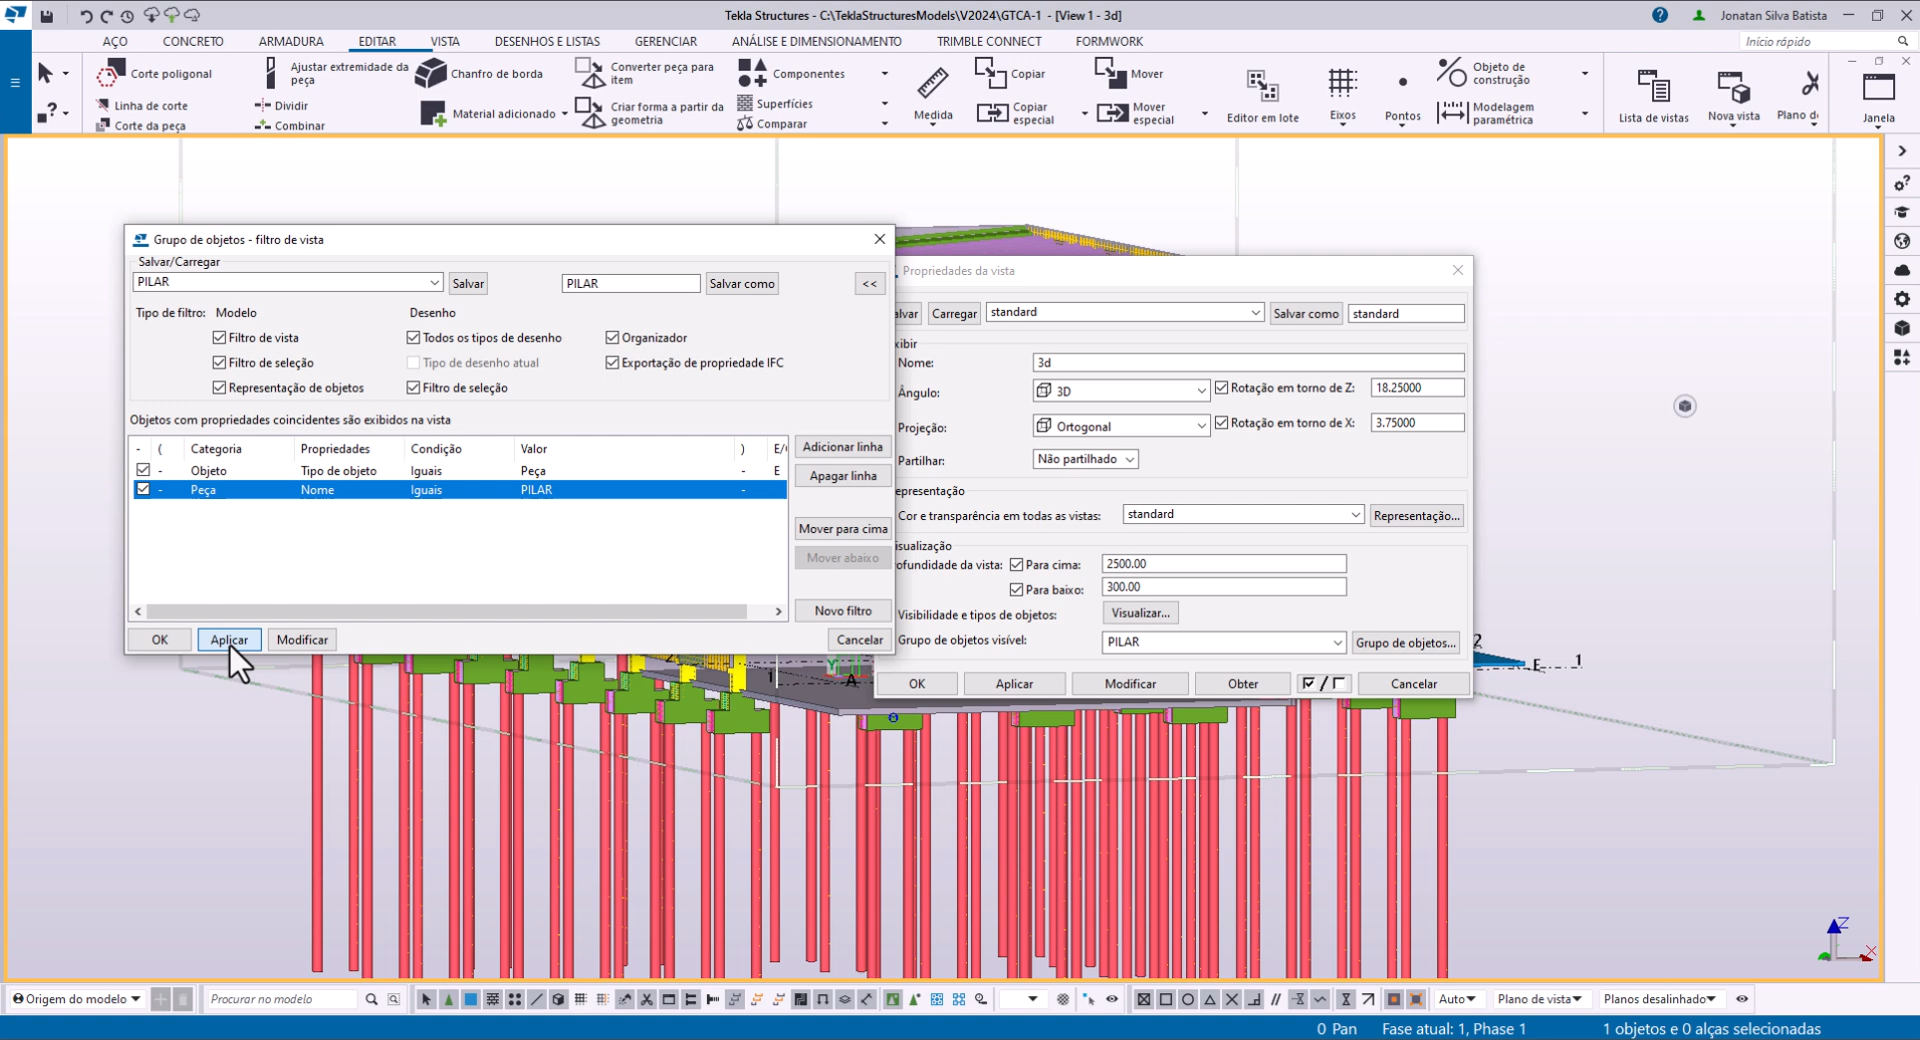 Tekla Structures - C:\TeklaStructuresModels\V2024\GTCA-1 - [View 1 - 3d]
Jonatan Silva Batista
AÇO CONCRETO ARMADURA EDITAR VISTA DESENHOS E LISTAS GERENCIAR ANÁLISE E DIMENSIONAMENTO TRIMBLE CONNECT FORMWORK
Início rápido
Corte poligonal
Linha de corte
Corte da peça
Ajustar extremidade da peça
Dividir
Combinar
Chanfro de borda
Material adicionado
Converter peça para item
Criar forma a partir da geometria
Componentes
Superfícies
Comparar
Medida
Copiar
Copiar especial
Mover
Mover especial
Editor em lote
Eixos
Pontos
Objeto de construção
Modelagem paramétrica
Lista de vistas
Nova vista
Plano d
Janela
Grupo de objetos - filtro de vista
Salvar/Carregar
PILAR Salvar PILAR Salvar como <<
Tipo de filtro: Modelo Desenho
Filtro de vista Todos os tipos de desenho Organizador
Filtro de seleção Tipo de desenho atual Exportação de propriedade IFC
Representação de objetos Filtro de seleção
Objetos com propriedades coincidentes são exibidos na vista
- ( Categoria Propriedades Condição Valor ) E/
- Objeto Tipo de objeto Iguais Peça - E
- Peça Nome Iguais PILAR -
Adicionar linha
Apagar linha
Mover para cima
Mover abaixo
Novo filtro
OK Aplicar Modificar Cancelar
Propriedades da vista
alvar Carregar standard Salvar como standard
xibir
Nome: 3d
Ângulo: 3D Rotação em torno de Z: 18.25000
Projeção: Ortogonal Rotação em torno de X: 3.75000
Partilhar: Não partilhado
epresentação
Cor e transparência em todas as vistas: standard Representação...
isualização
ofundidade da vista: Para cima: 2500.00
Para baixo: 300.00
Visibilidade e tipos de objetos: Visualizar...
Grupo de objetos visível: PILAR Grupo de objetos...
OK Aplicar Modificar Obter / Cancelar
2
E 1
Y
A
1
Z
X
Origem do modelo Procurar no modelo Auto Plano de vista Planos desalinhado
0 Pan Fase atual: 1, Phase 1 1 objetos e 0 alças selecionadas